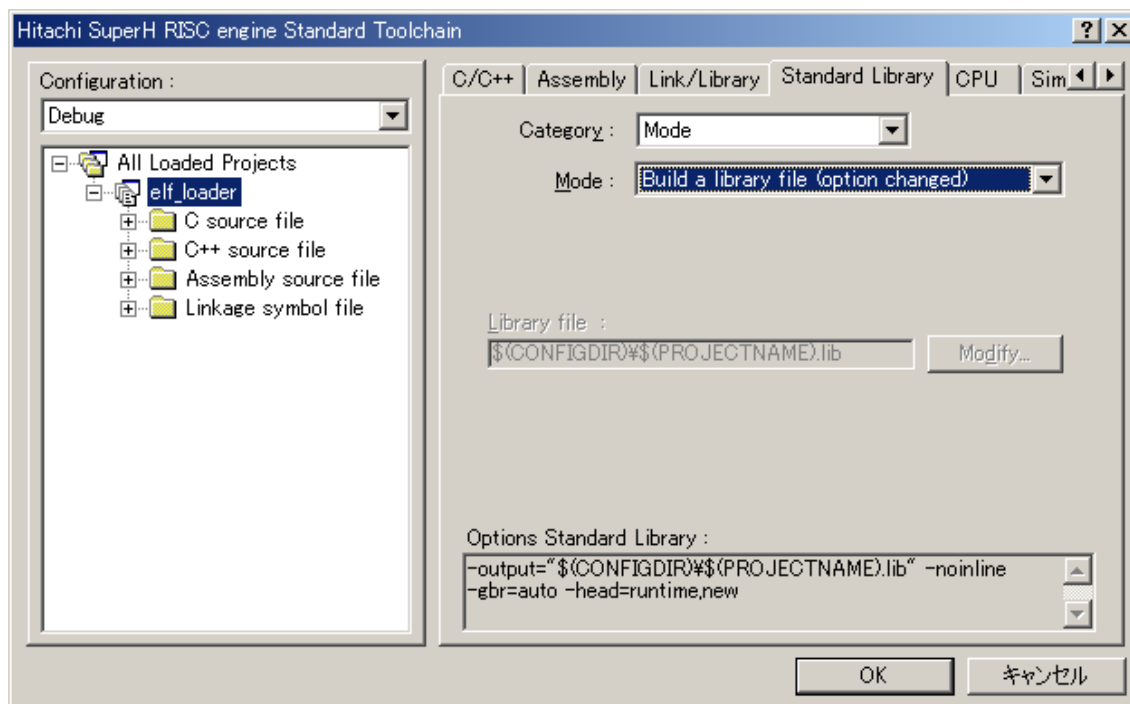 Hitachi SuperH RISC engine Standard Toolchain
Configuration :
Debug
All Loaded Projects
elf_loader
C source file
C++ source file
Assembly source file
Linkage symbol file
C/C++ Assembly Link/Library Standard Library CPU Sim
Category :
Mode
Mode :
Build a library file (option changed)
Library file :
$(CONFIGDIR)¥$(PROJECTNAME).lib
Modify...
Options Standard Library :
-output="$(CONFIGDIR)¥$(PROJECTNAME).lib" -noinline
-gbr=auto -head=runtime,new
OK
キャンセル